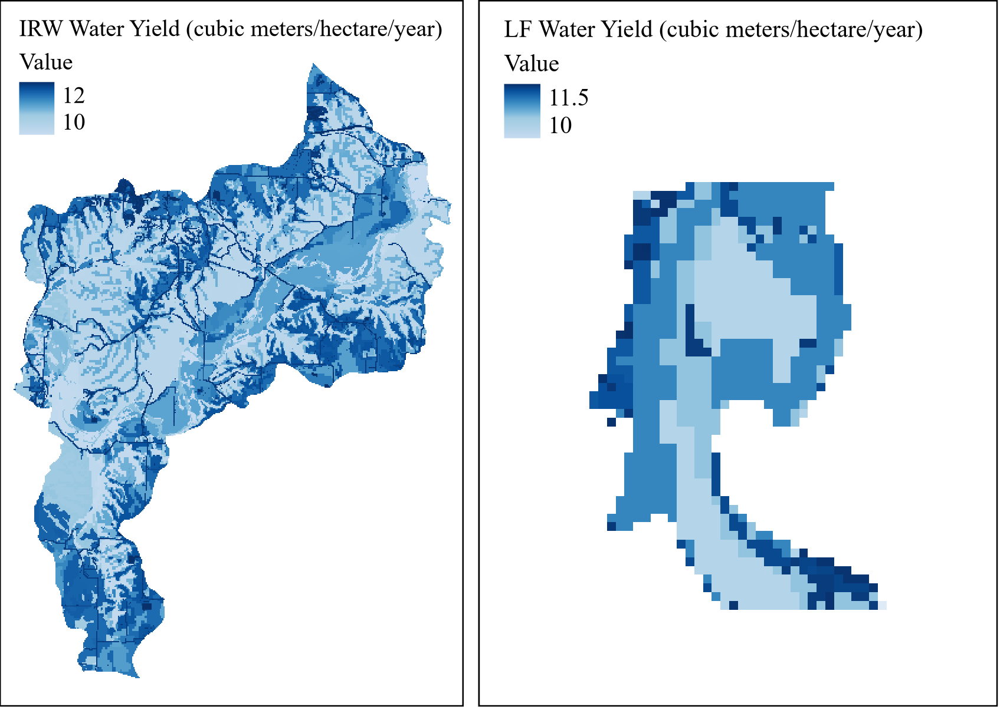 IRW Water Yield (cubic meters/hectare/year)
Value
12
10
LF Water Yield (cubic meters/hectare/year)
Value
11.5
10